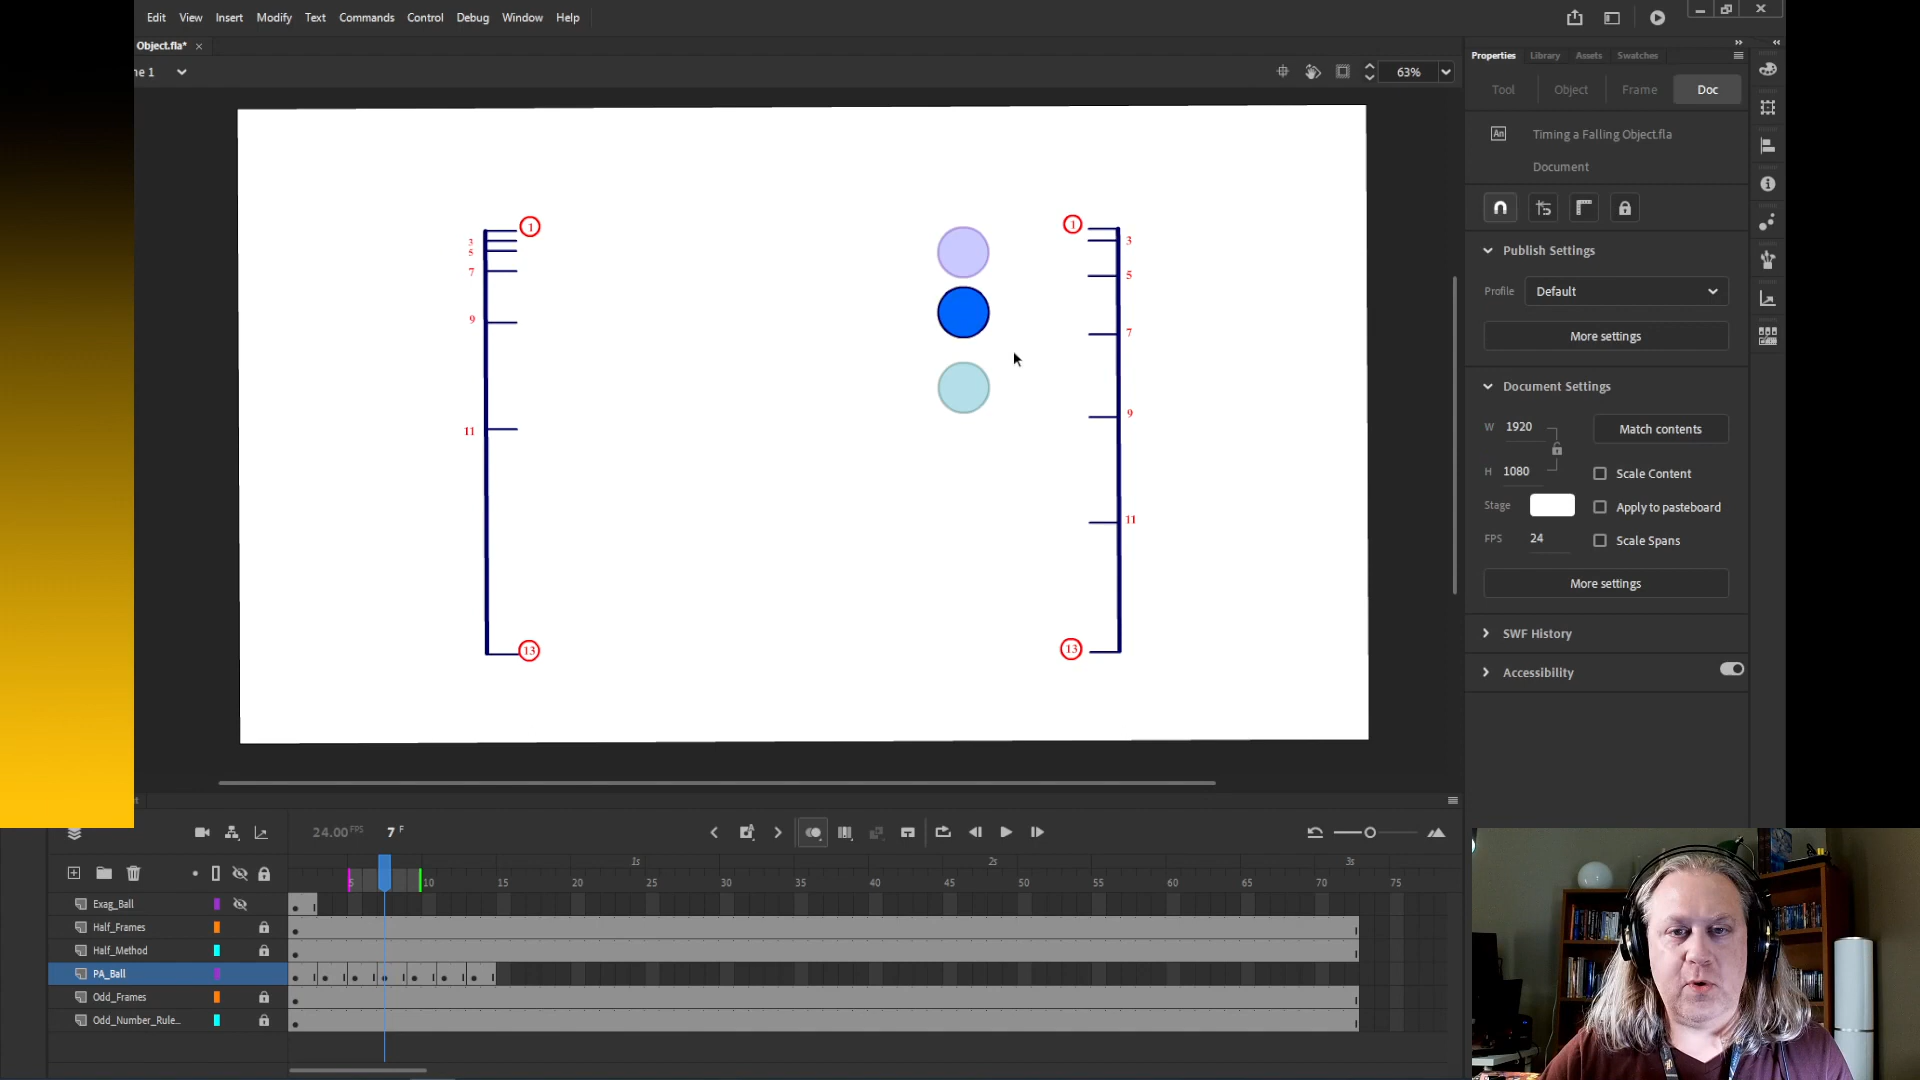 Edit View Insert Modify Text Commands Control Debug Window Help
Object.fla* ×
ne 1
63%
Properties Library Assets Swatches
Tool Object Frame Doc
An Timing a Falling Object.fla
Document
Publish Settings
Profile Default
More settings
Document Settings
W 1920 Match contents
H 1080 Scale Content
Stage Apply to pasteboard
FPS 24 Scale Spans
More settings
SWF History
Accessibility
1
3
5
7
9
11
13
1
3
5
7
9
11
13
24.00 FPS 7 F
1s 2s 3s
5 10 15 20 25 30 35 40 45 50 55 60 65 70 75
Exag_Ball
Half_Frames
Half_Method
PA_Ball
Odd_Frames
Odd_Number_Rule...